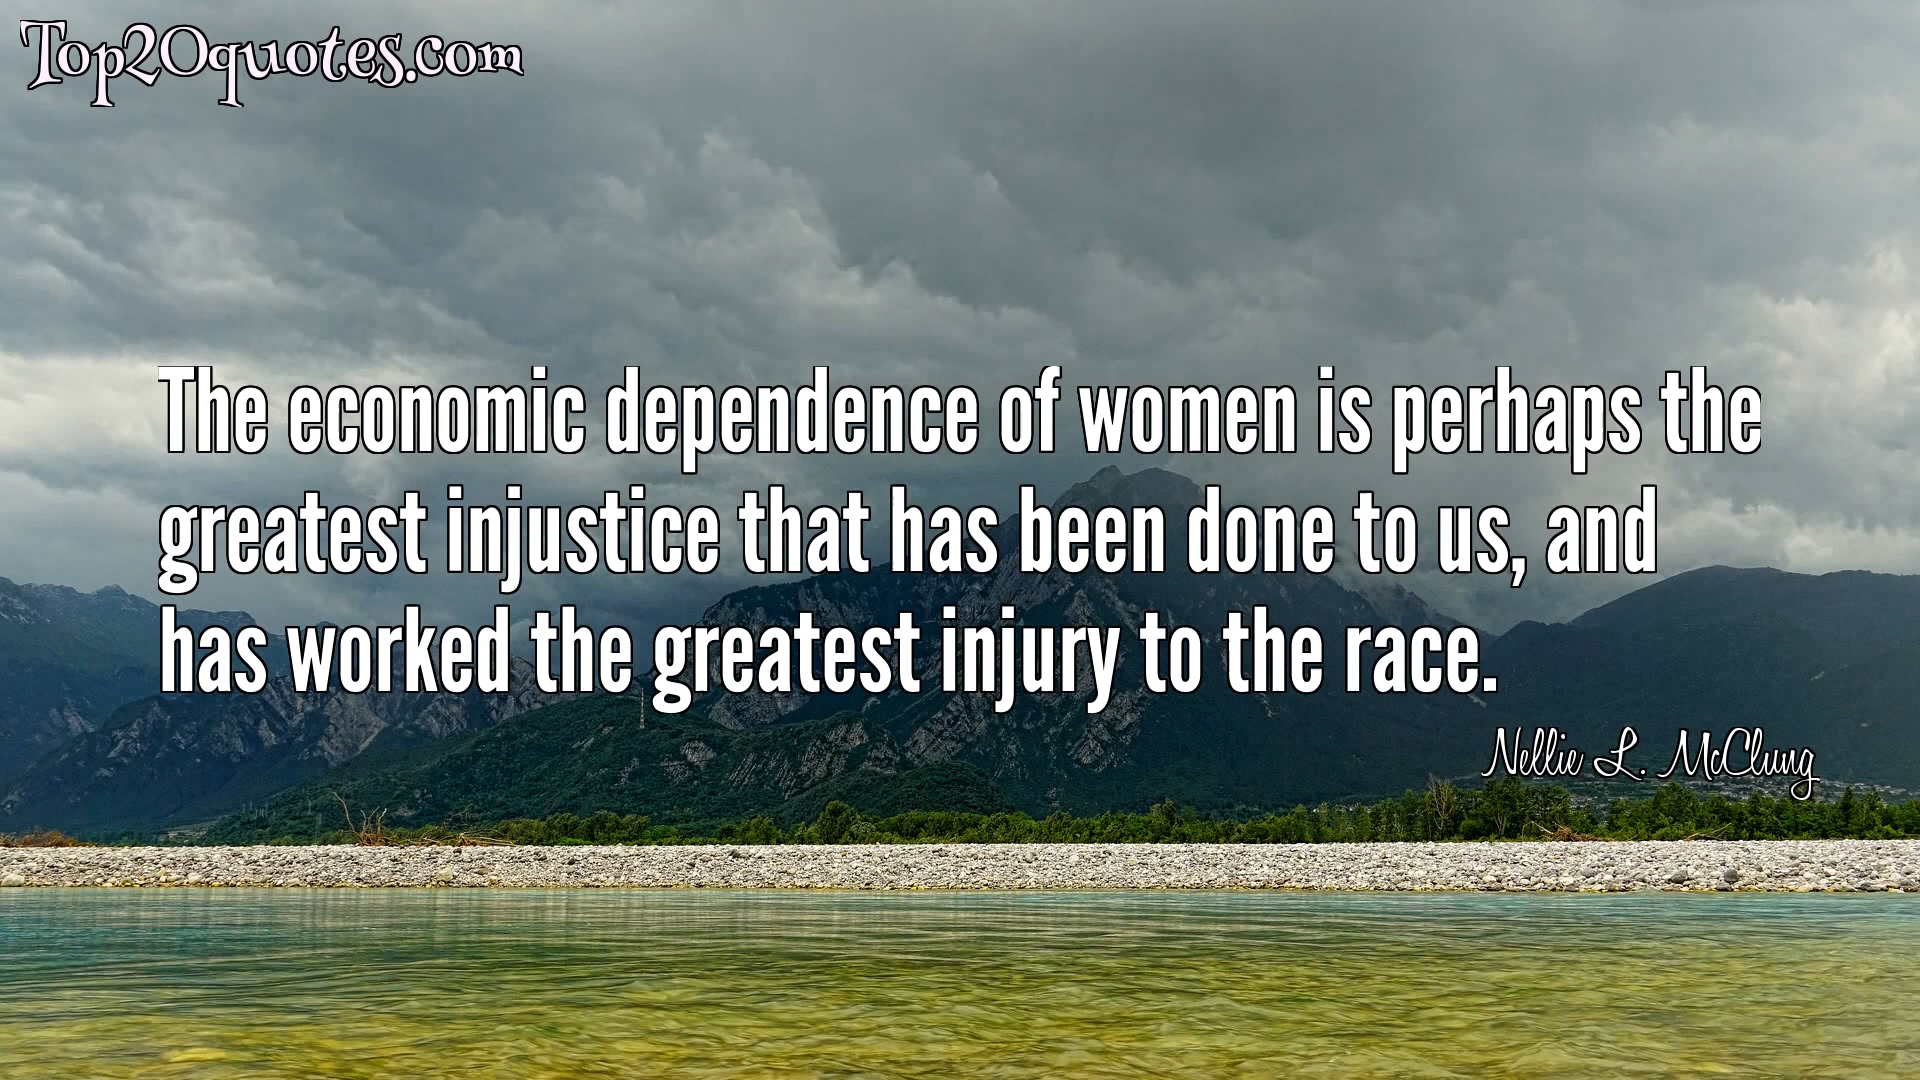 Top20quotes.com
The economic dependence of women is perhaps the
greatest injustice that has been done to us, and
has worked the greatest injury to the race.
Nellie L. McClung